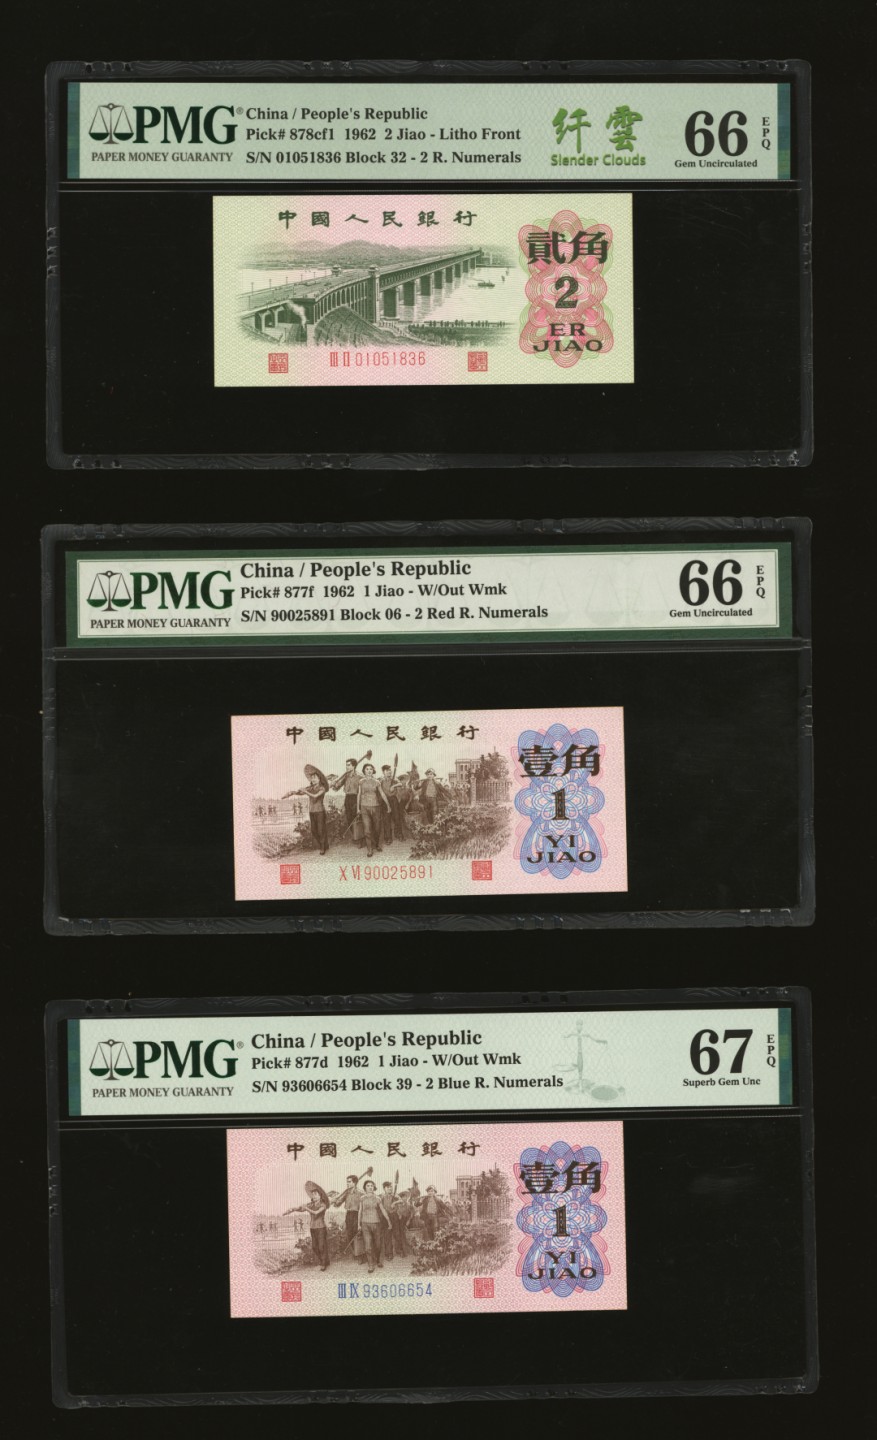 PMG®
PAPER MONEY GUARANTY
China / People's Republic
Pick# 878cf1 1962 2 Jiao - Litho Front
S/N 01051836 Block 32 - 2 R. Numerals
纤雲
Slender Clouds
66
EPQ
Gem Uncirculated
中國人民銀行
貳角
2
ER
JIAO
III II 01051836
PMG
PAPER MONEY GUARANTY
China / People's Republic
Pick# 877f 1962 1 Jiao - W/Out Wmk
S/N 90025891 Block 06 - 2 Red R. Numerals
66
EPQ
Gem Uncirculated
中國人民銀行
壹角
1
YI
JIAO
X VI 90025891
PMG®
PAPER MONEY GUARANTY
China / People's Republic
Pick# 877d 1962 1 Jiao - W/Out Wmk
S/N 93606654 Block 39 - 2 Blue R. Numerals
67
EPQ
Superb Gem Unc
中國人民銀行
壹角
1
YI
JIAO
III IX 93606654